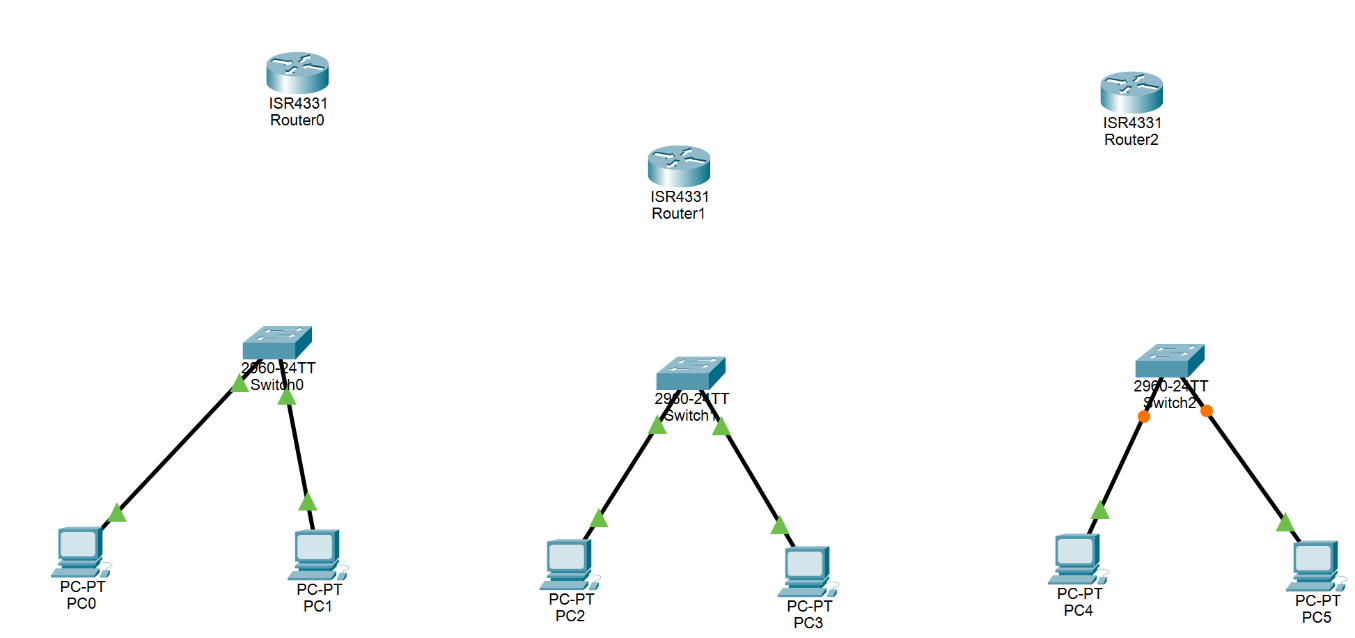 ISR4331
Router0
ISR4331
Router2
ISR4331
Router1
2960-24TT
Switch0
2960-24TT
Switch1
2960-24TT
Switch2
PC-PT
PC0
PC-PT
PC1
PC-PT
PC2
PC-PT
PC3
PC-PT
PC4
PC-PT
PC5